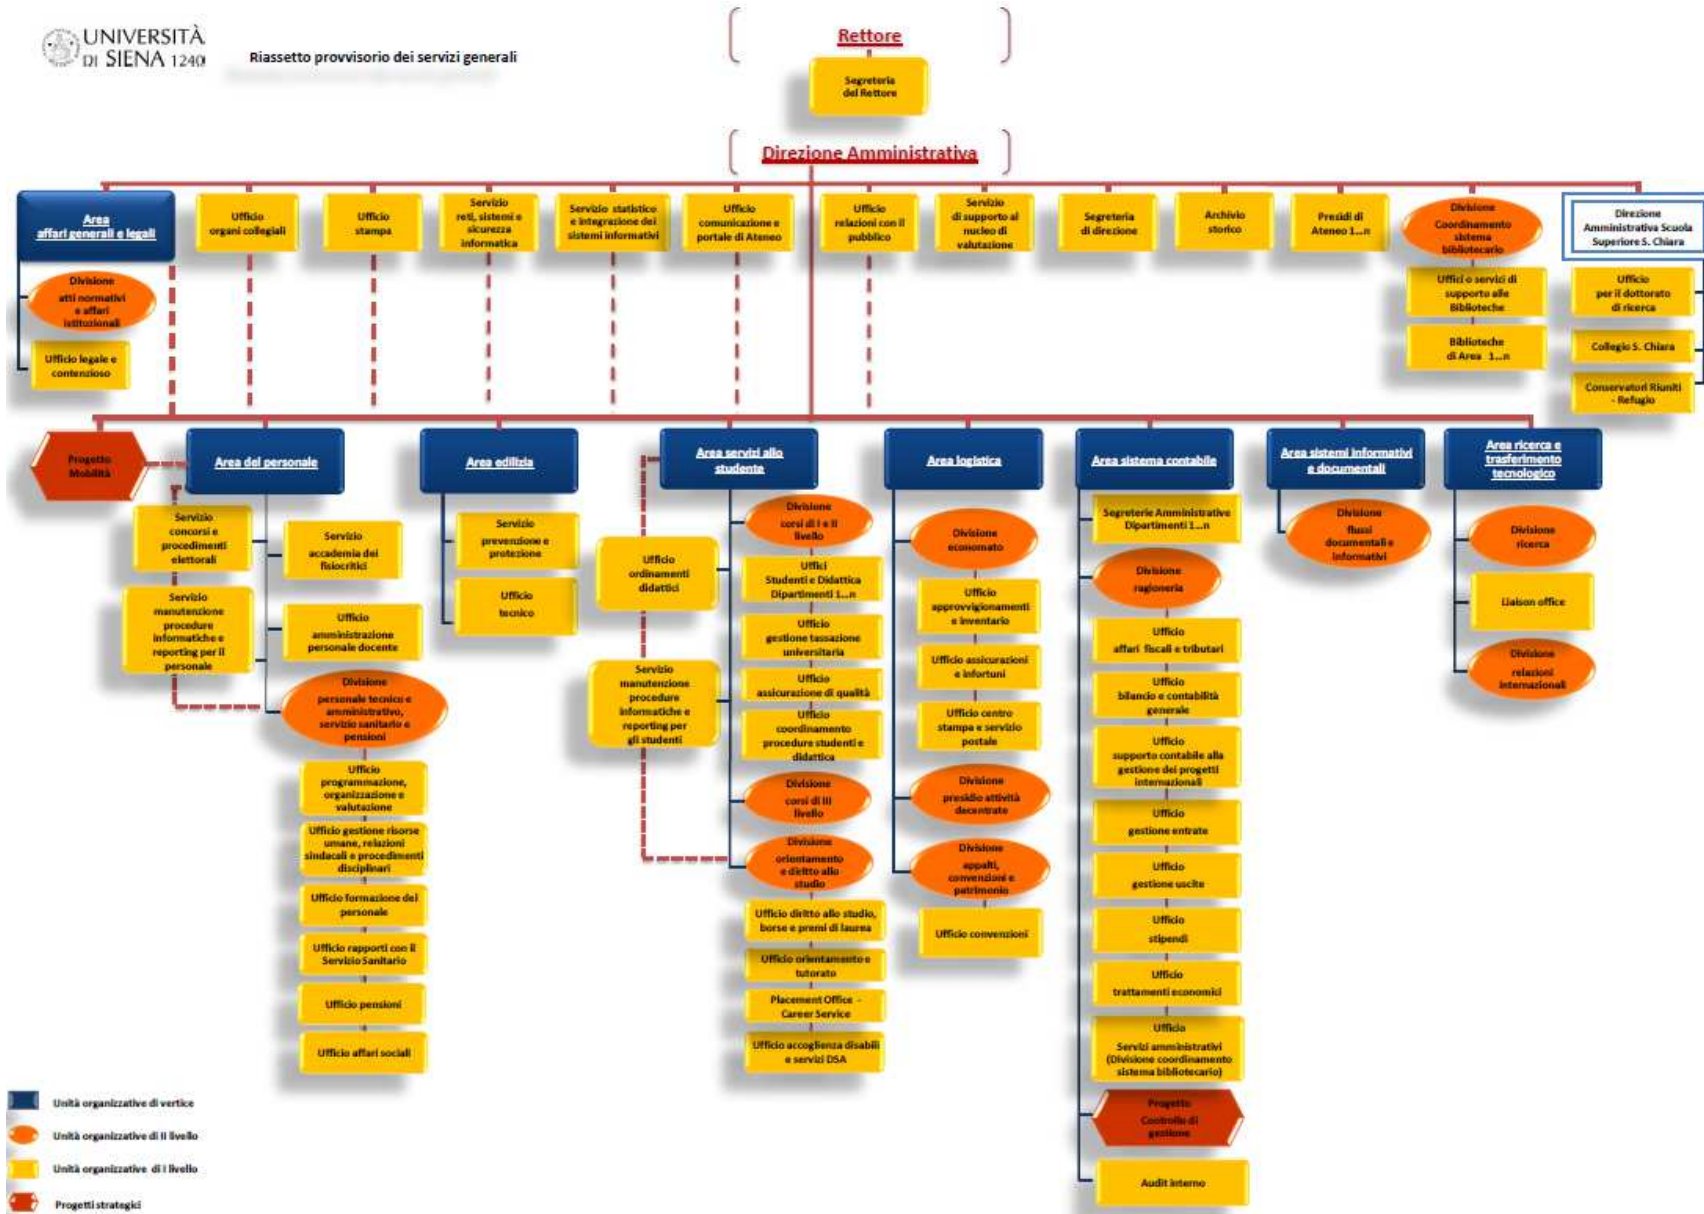 UNIVERSITÀ
DI SIENA 1240
Riassetto provvisorio dei servizi generali
Rettore
Segreteria
del Rettore
Direzione Amministrativa
Area
affari generali e legali
Ufficio
organi collegiali
Ufficio
stampa
Servizio
reti, sistemi e
sicurezza
informatica
Servizio statistico
e integrazione dei
sistemi informativi
Ufficio
comunicazione e
portale di Ateneo
Ufficio
relazioni con il
pubblico
Servizio
di supporto al
nucleo di
valutazione
Segreteria
di direzione
Archivio
storico
Presidi di
Ateneo 1...n
Divisione
Coordinamento
sistema
bibliotecario
Direzione
Amministrativa Scuola
Superiore S. Chiara
Divisione
atti normativi
e affari
istituzionali
Ufficio legale e
contenzioso
Uffici o servizi di
supporto alle
Biblioteche
Biblioteche
di Area 1...n
Ufficio
per il dottorato
di ricerca
Collegio S. Chiara
Conservatori Riuniti
- Refugio
Progetto
Mobilità
Area del personale
Area edilizia
Area servizi allo
studente
Area logistica
Area sistema contabile
Area sistemi informativi
e documentali
Area ricerca e
trasferimento
tecnologico
Servizio
concorsi e
procedimenti
elettorali
Servizio
manutenzione
procedure
informatiche e
reporting per il
personale
Servizio
accademia dei
fisiocritici
Ufficio
amministrazione
personale docente
Divisione
personale tecnico e
amministrativo,
servizio sanitario e
pensioni
Ufficio
programmazione,
organizzazione e
valutazione
Ufficio gestione risorse
umane, relazioni
sindacali e procedimenti
disciplinari
Ufficio formazione del
personale
Ufficio rapporti con il
Servizio Sanitario
Ufficio pensioni
Ufficio affari sociali
Servizio
prevenzione e
protezione
Ufficio
tecnico
Ufficio
ordinamenti
didattici
Servizio
manutenzione
procedure
informatiche e
reporting per
gli studenti
Divisione
corsi di I e II
livello
Uffici
Studenti e Didattica
Dipartimenti 1...n
Ufficio
gestione tassazione
universitaria
Ufficio
assicurazione di qualità
Ufficio
coordinamento
procedure studenti e
didattica
Divisione
corsi di III
livello
Divisione
orientamento
e diritto allo
studio
Ufficio diritto allo studio,
borse e premi di laurea
Ufficio orientamento e
tutorato
Placement Office -
Career Service
Ufficio accoglienza disabili
e servizi DSA
Divisione
economato
Ufficio
approvvigionamenti
e inventario
Ufficio assicurazioni
e infortuni
Ufficio centro
stampa e servizio
postale
Divisione
presidio attività
decentrate
Divisione
appalti,
convenzioni e
patrimonio
Ufficio convenzioni
Segreterie Amministrative
Dipartimenti 1...n
Divisione
ragioneria
Ufficio
affari fiscali e tributari
Ufficio
bilancio e contabilità
generale
Ufficio
supporto contabile alla
gestione dei progetti
internazionali
Ufficio
gestione entrate
Ufficio
gestione uscite
Ufficio
stipendi
Ufficio
trattamenti economici
Ufficio
Servizi amministrativi
(Divisione coordinamento
sistema bibliotecario)
Progetto
Controllo di
gestione
Audit interno
Divisione
flussi
documentali e
informativi
Divisione
ricerca
Liaison office
Divisione
relazioni
internazionali
Unità organizzative di vertice
Unità organizzative di II livello
Unità organizzative di I livello
Progetti strategici